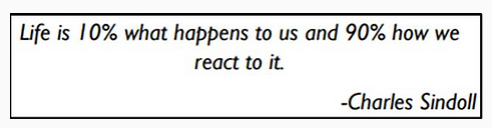 Life is 10% what happens to us and 90% how we
react to it.
-Charles Sindoll